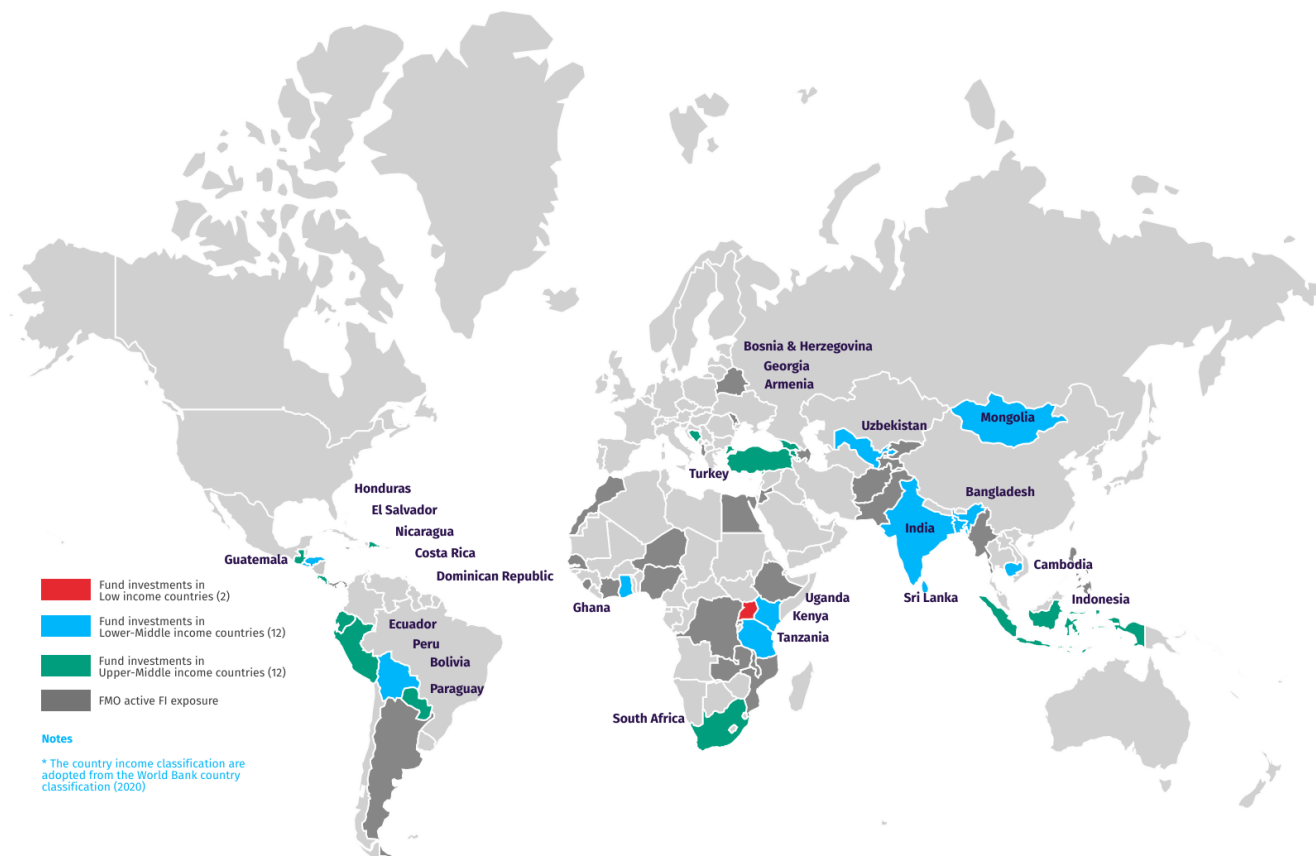 Bosnia & Herzegovina
Georgia
Armenia
Mongolia
Uzbekistan
Turkey
Honduras
Bangladesh
El Salvador
India
Nicaragua
Costa Rica
Guatemala
Cambodia
Dominican Republic
Uganda
Sri Lanka
Indonesia
Ghana
Kenya
Ecuador
Tanzania
Peru
Bolivia
Paraguay
South Africa
Fund investments in
Low income countries (2)
Fund investments in
Lower-Middle income countries (12)
Fund investments in
Upper-Middle income countries (12)
FMO active FI exposure
Notes
* The country income classification are
adopted from the World Bank country
classification (2020)